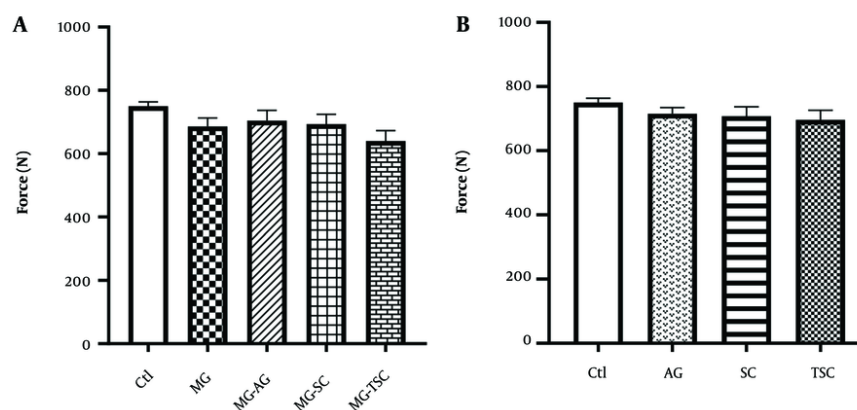 A
Force (N)
1000
800
600
400
200
0
Ctl
MG
MG-AG
MG-SC
MG-TSC
B
Force (N)
1000
800
600
400
200
0
Ctl
AG
SC
TSC